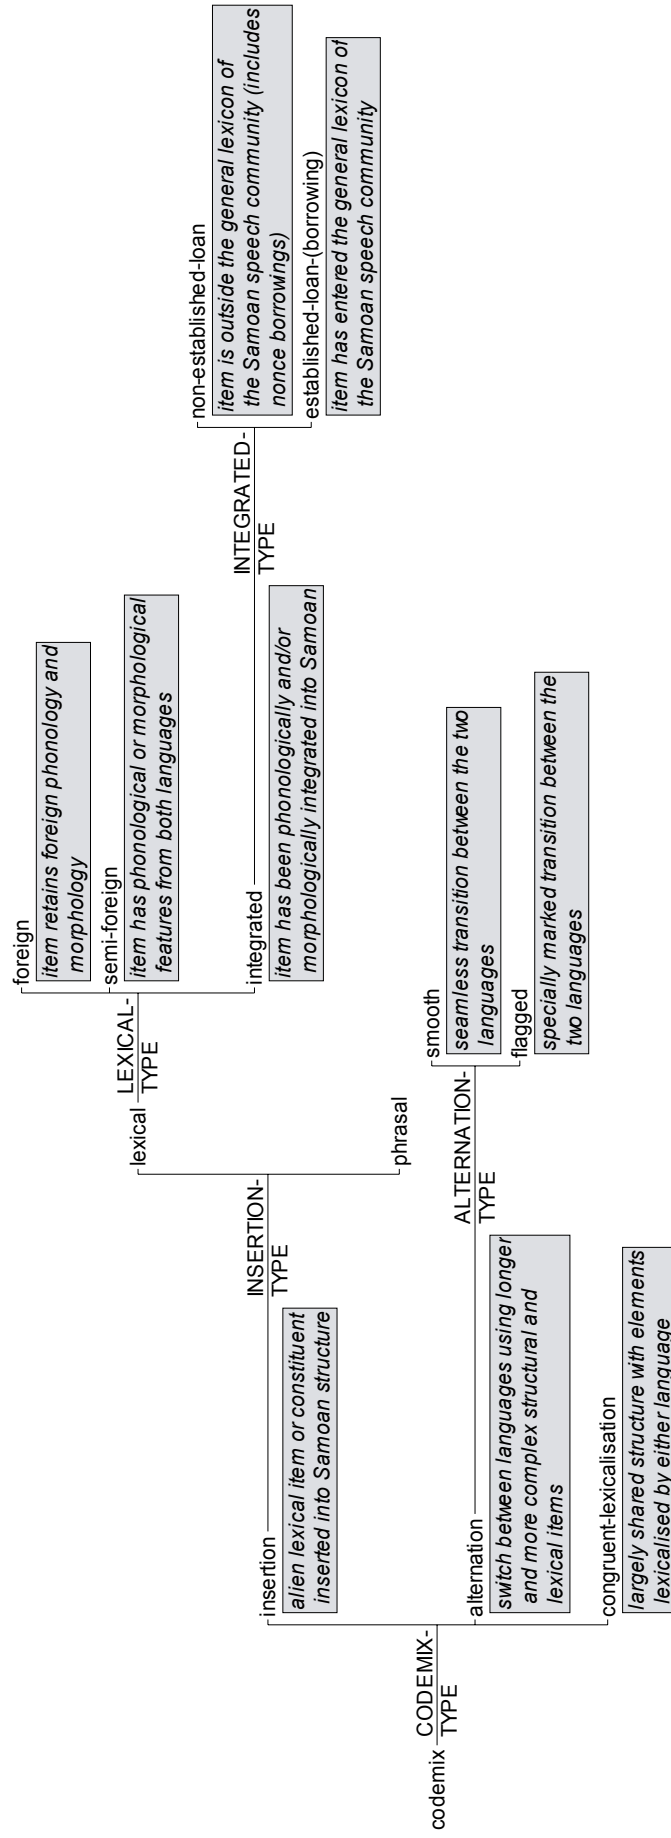 codemix
CODEMIX-
TYPE
insertion
alien lexical item or constituent
inserted into Samoan structure
INSERTION-
TYPE
lexical
LEXICAL-
TYPE
foreign
item retains foreign phonology and
morphology
semi-foreign
item has phonological or morphological
features from both languages
integrated
item has been phonologically and/or
morphologically integrated into Samoan
INTEGRATED-
TYPE
non-established-loan
item is outside the general lexicon of
the Samoan speech community (includes
nonce borrowings)
established-loan-(borrowing)
item has entered the general lexicon of
the Samoan speech community
phrasal
alternation
switch between languages using longer
and more complex structural and
lexical items
ALTERNATION-
TYPE
smooth
seamless transition between the two
languages
flagged
specially marked transition between the
two languages
congruent-lexicalisation
largely shared structure with elements
lexicalised by either language